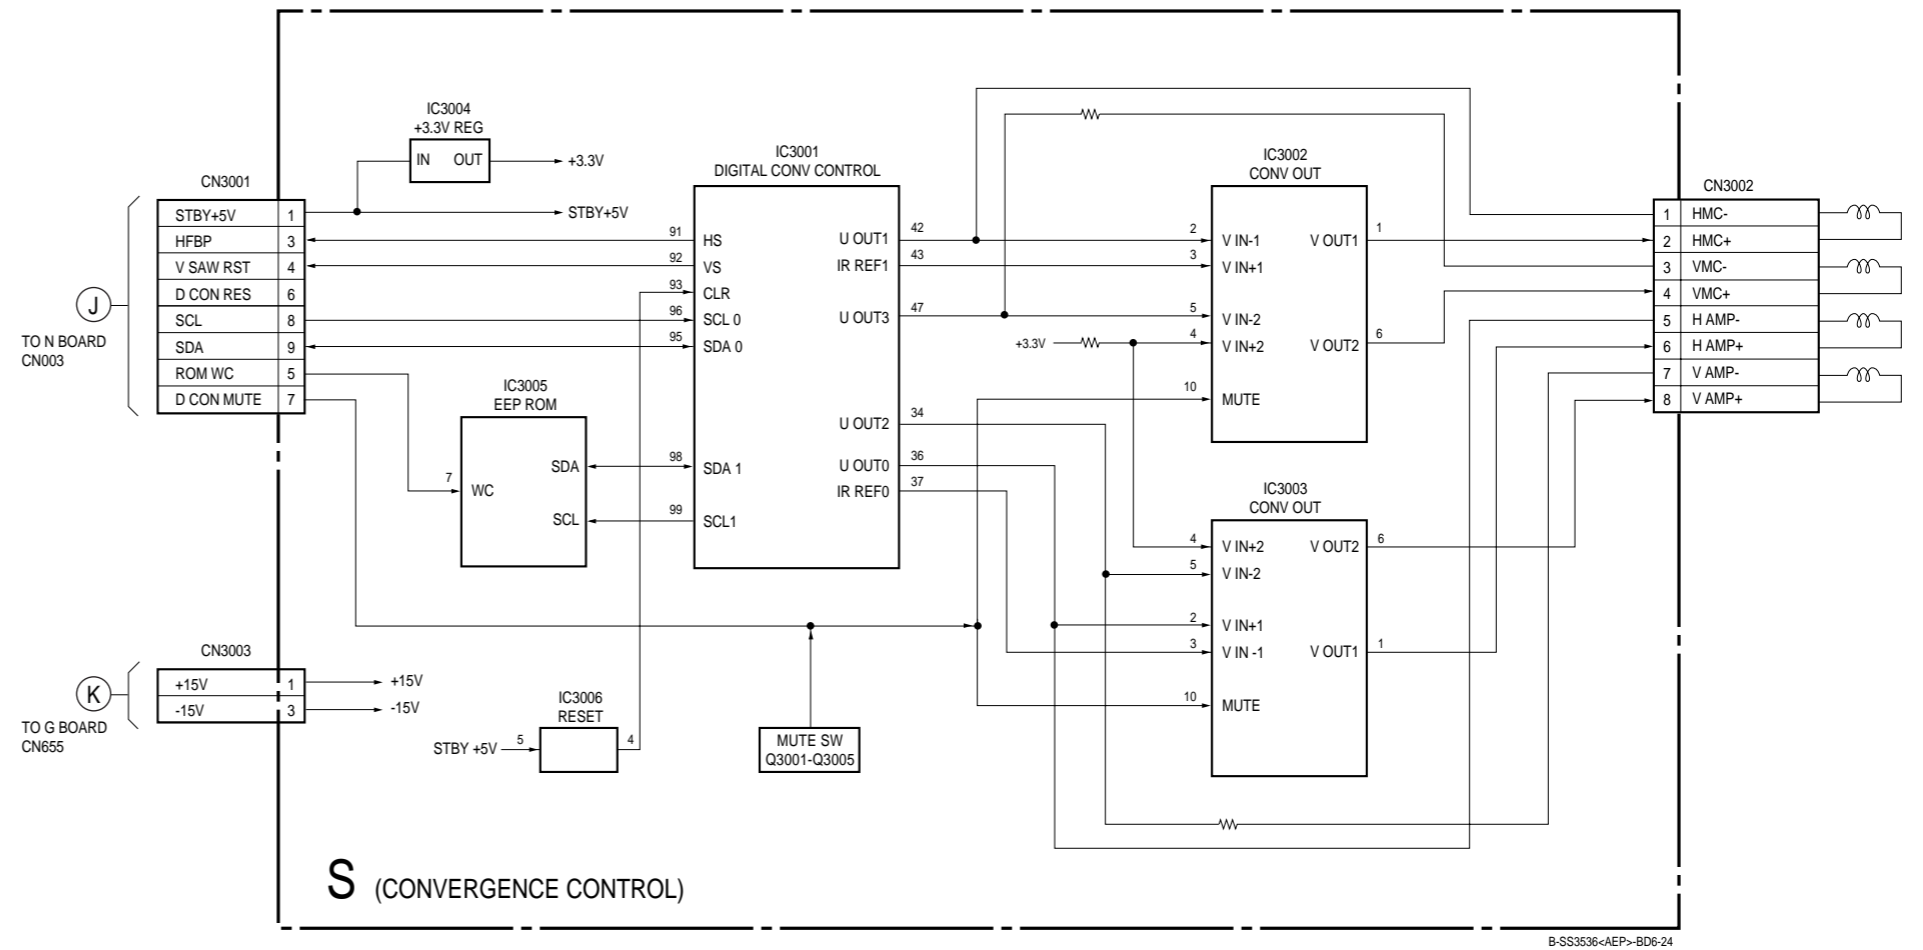 IC3004
+3.3V REG
IN OUT
+3.3V
CN3001
STBY+5V 1
HFBP 3
V SAW RST 4
D CON RES 6
SCL 8
SDA 9
ROM WC 5
D CON MUTE 7
STBY+5V
J
TO N BOARD
CN003
IC3005
EEP ROM
7
WC
SDA
SCL
IC3001
DIGITAL CONV CONTROL
91 HS
92 VS
93 CLR
96 SCL 0
95 SDA 0
98 SDA 1
99 SCL1
U OUT1 42
IR REF1 43
U OUT3 47
U OUT2 34
U OUT0 36
IR REF0 37
+3.3V
IC3002
CONV OUT
2 V IN-1 V OUT1 1
3 V IN+1
5 V IN-2
4 V IN+2 V OUT2 6
10 MUTE
IC3003
CONV OUT
4 V IN+2 V OUT2 6
5 V IN-2
2 V IN+1
3 V IN -1 V OUT1 1
10 MUTE
CN3002
1 HMC-
2 HMC+
3 VMC-
4 VMC+
5 H AMP-
6 H AMP+
7 V AMP-
8 V AMP+
CN3003
+15V 1 +15V
-15V 3 -15V
K
TO G BOARD
CN655
IC3006
RESET
STBY +5V 5 4
MUTE SW
Q3001-Q3005
S (CONVERGENCE CONTROL)
B-SS3536<AEP>-BD6-24